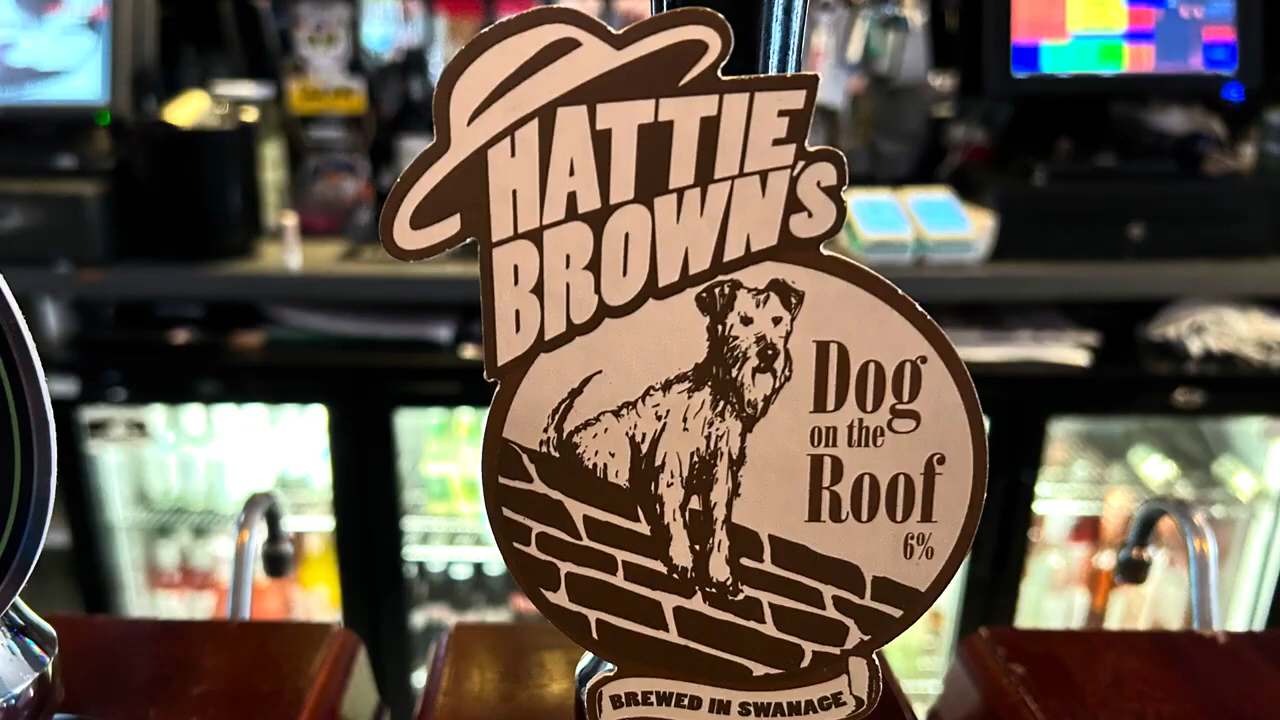 HATTIE
BROWN'S
Dog
on the
Roof
6%
BREWED IN SWANAGE